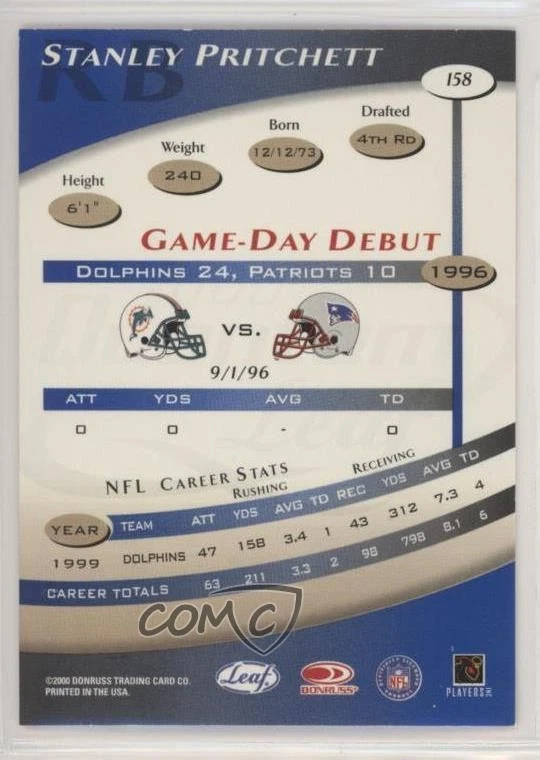 STANLEY PRITCHETT
RB
158
Height
6'1"
Weight
240
Born
12/12/73
Drafted
4TH RD
GAME-DAY DEBUT
DOLPHINS 24, PATRIOTS 10
1996
VS.
9/1/96
ATT YDS AVG TD
0 0 - 0
NFL CAREER STATS
RUSHING RECEIVING
YEAR TEAM ATT YDS AVG TD REC YDS AVG TD
1999 DOLPHINS 47 158 3.4 1 43 312 7.3 4
CAREER TOTALS 63 211 3.3 2 98 798 8.1 6
COMC
©2000 DONRUSS TRADING CARD CO.
PRINTED IN THE USA.
Leaf
DONRUSS
NFL
PLAYERS INC